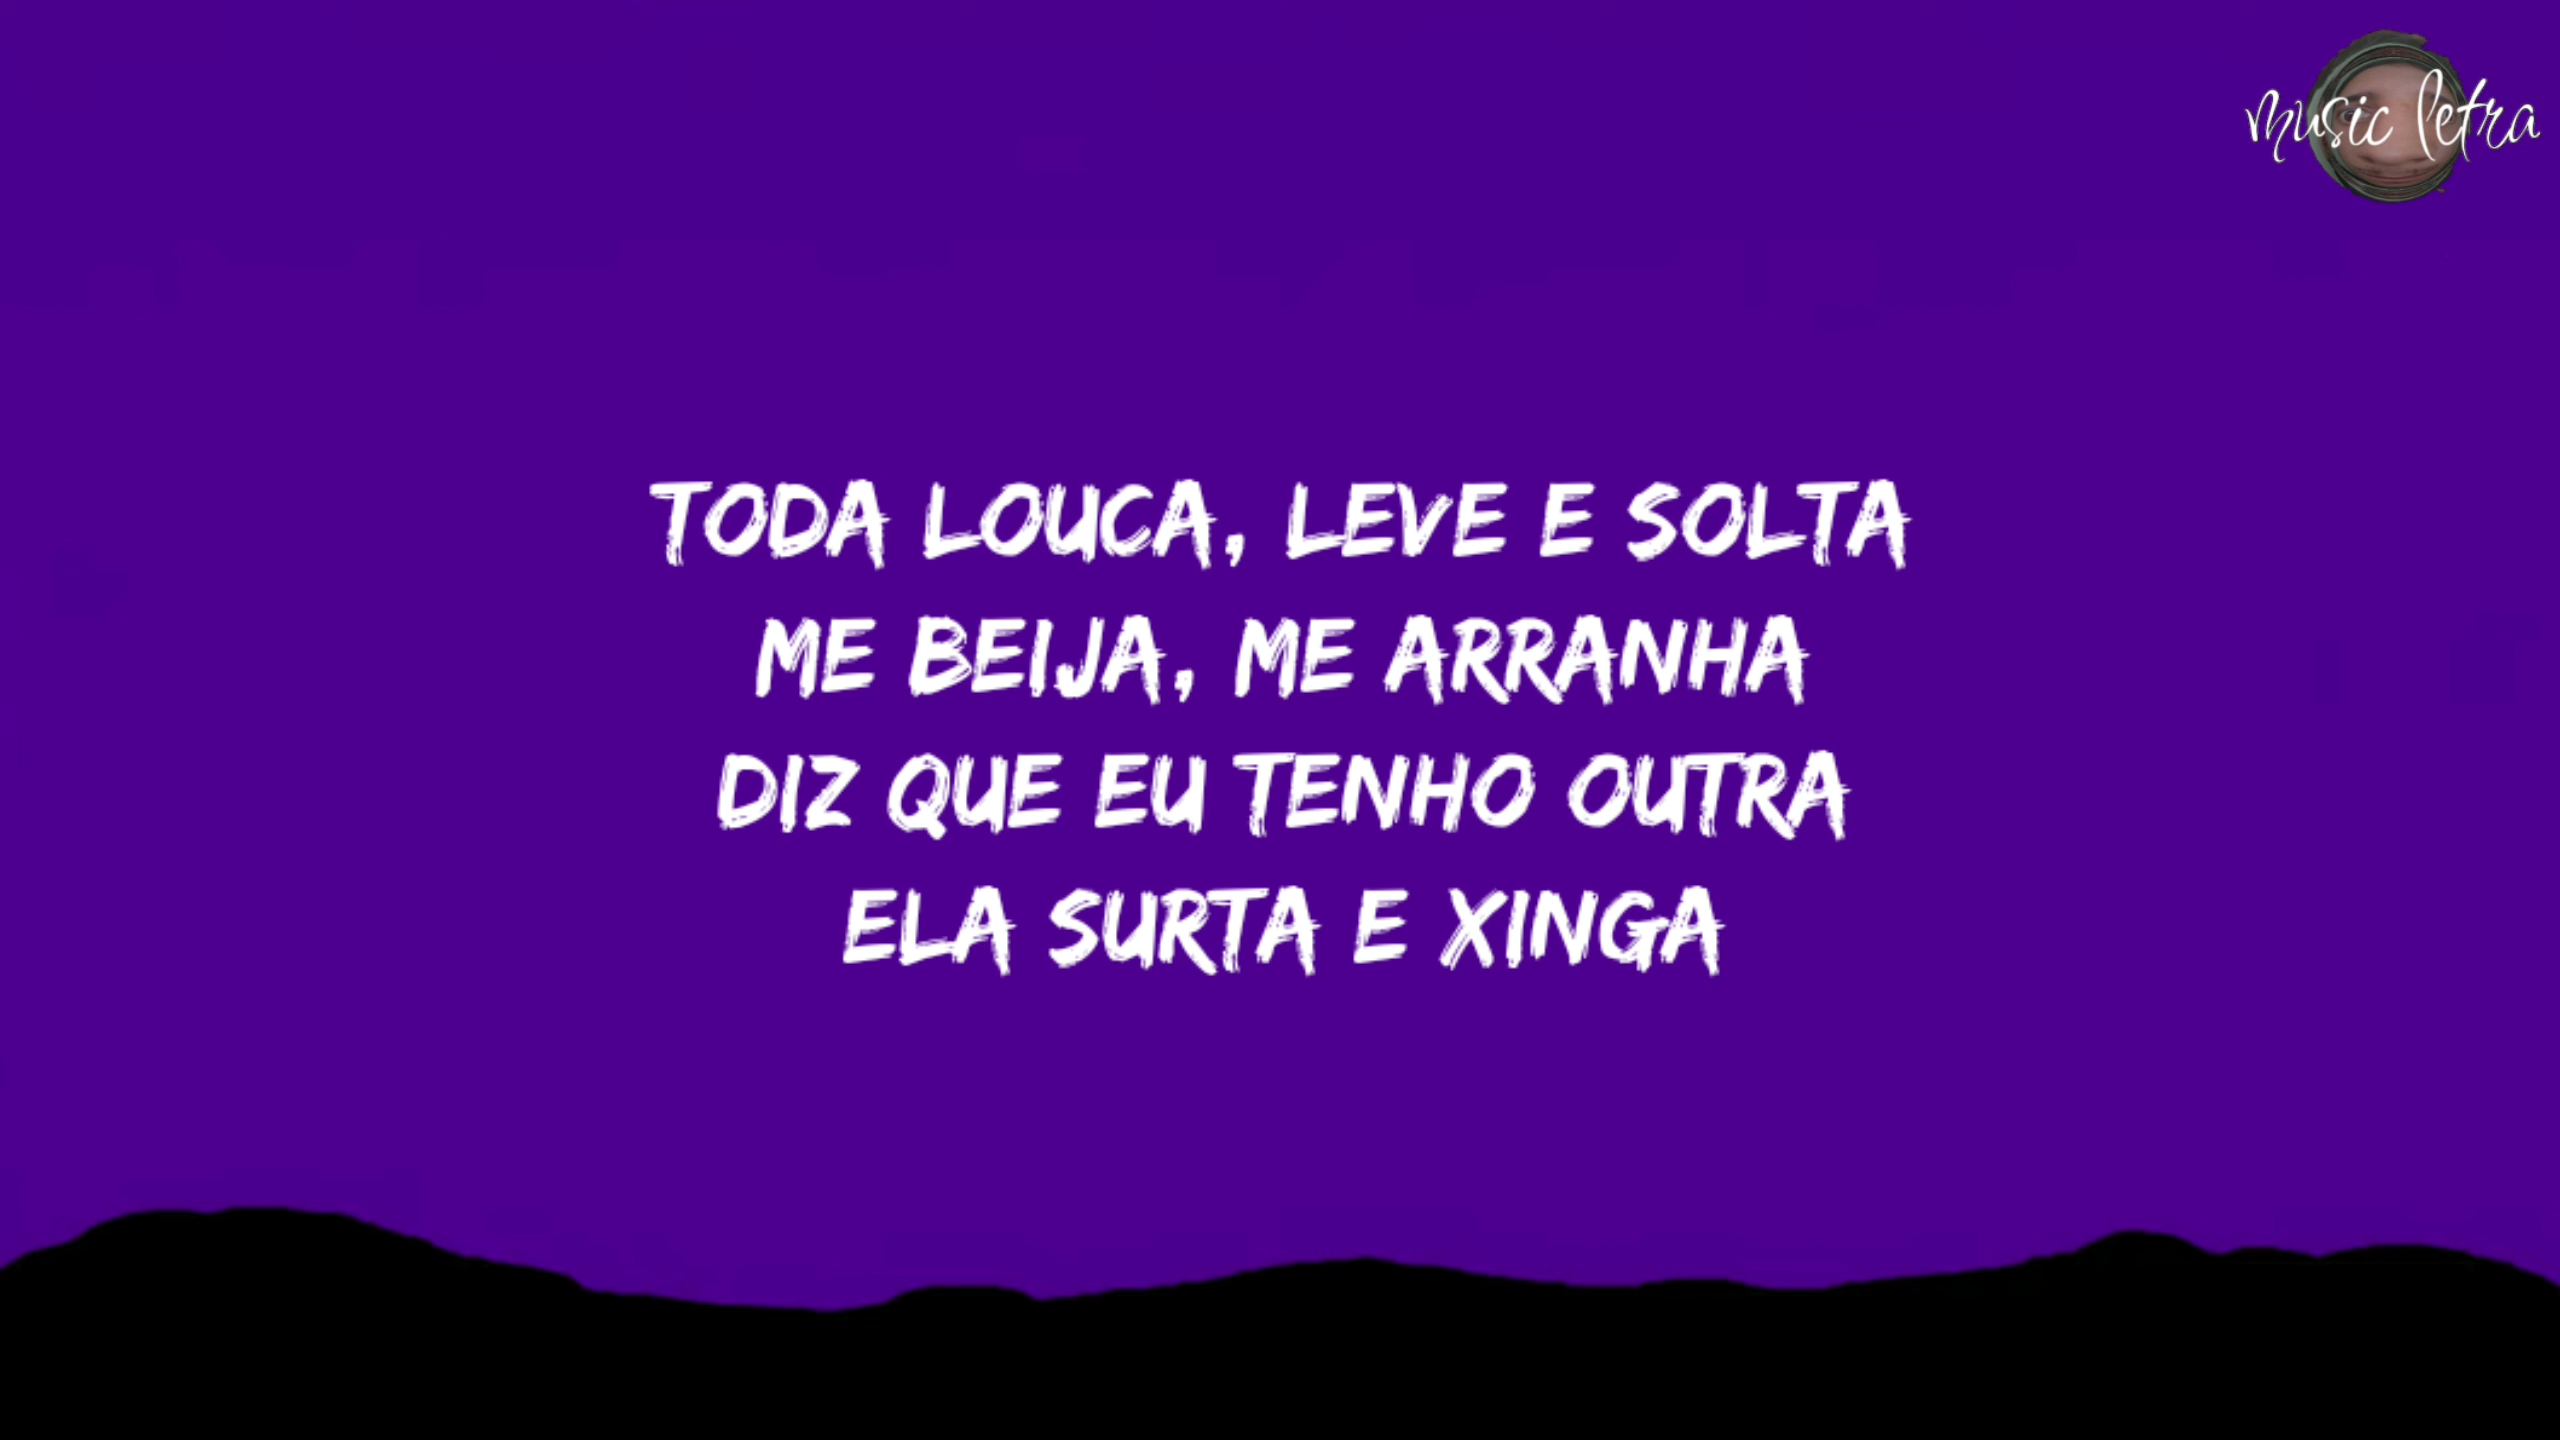 music letra
TODA LOUCA, LEVE E SOLTA
ME BEIJA, ME ARRANHA
DIZ QUE EU TENHO OUTRA
ELA SURTA E XINGA